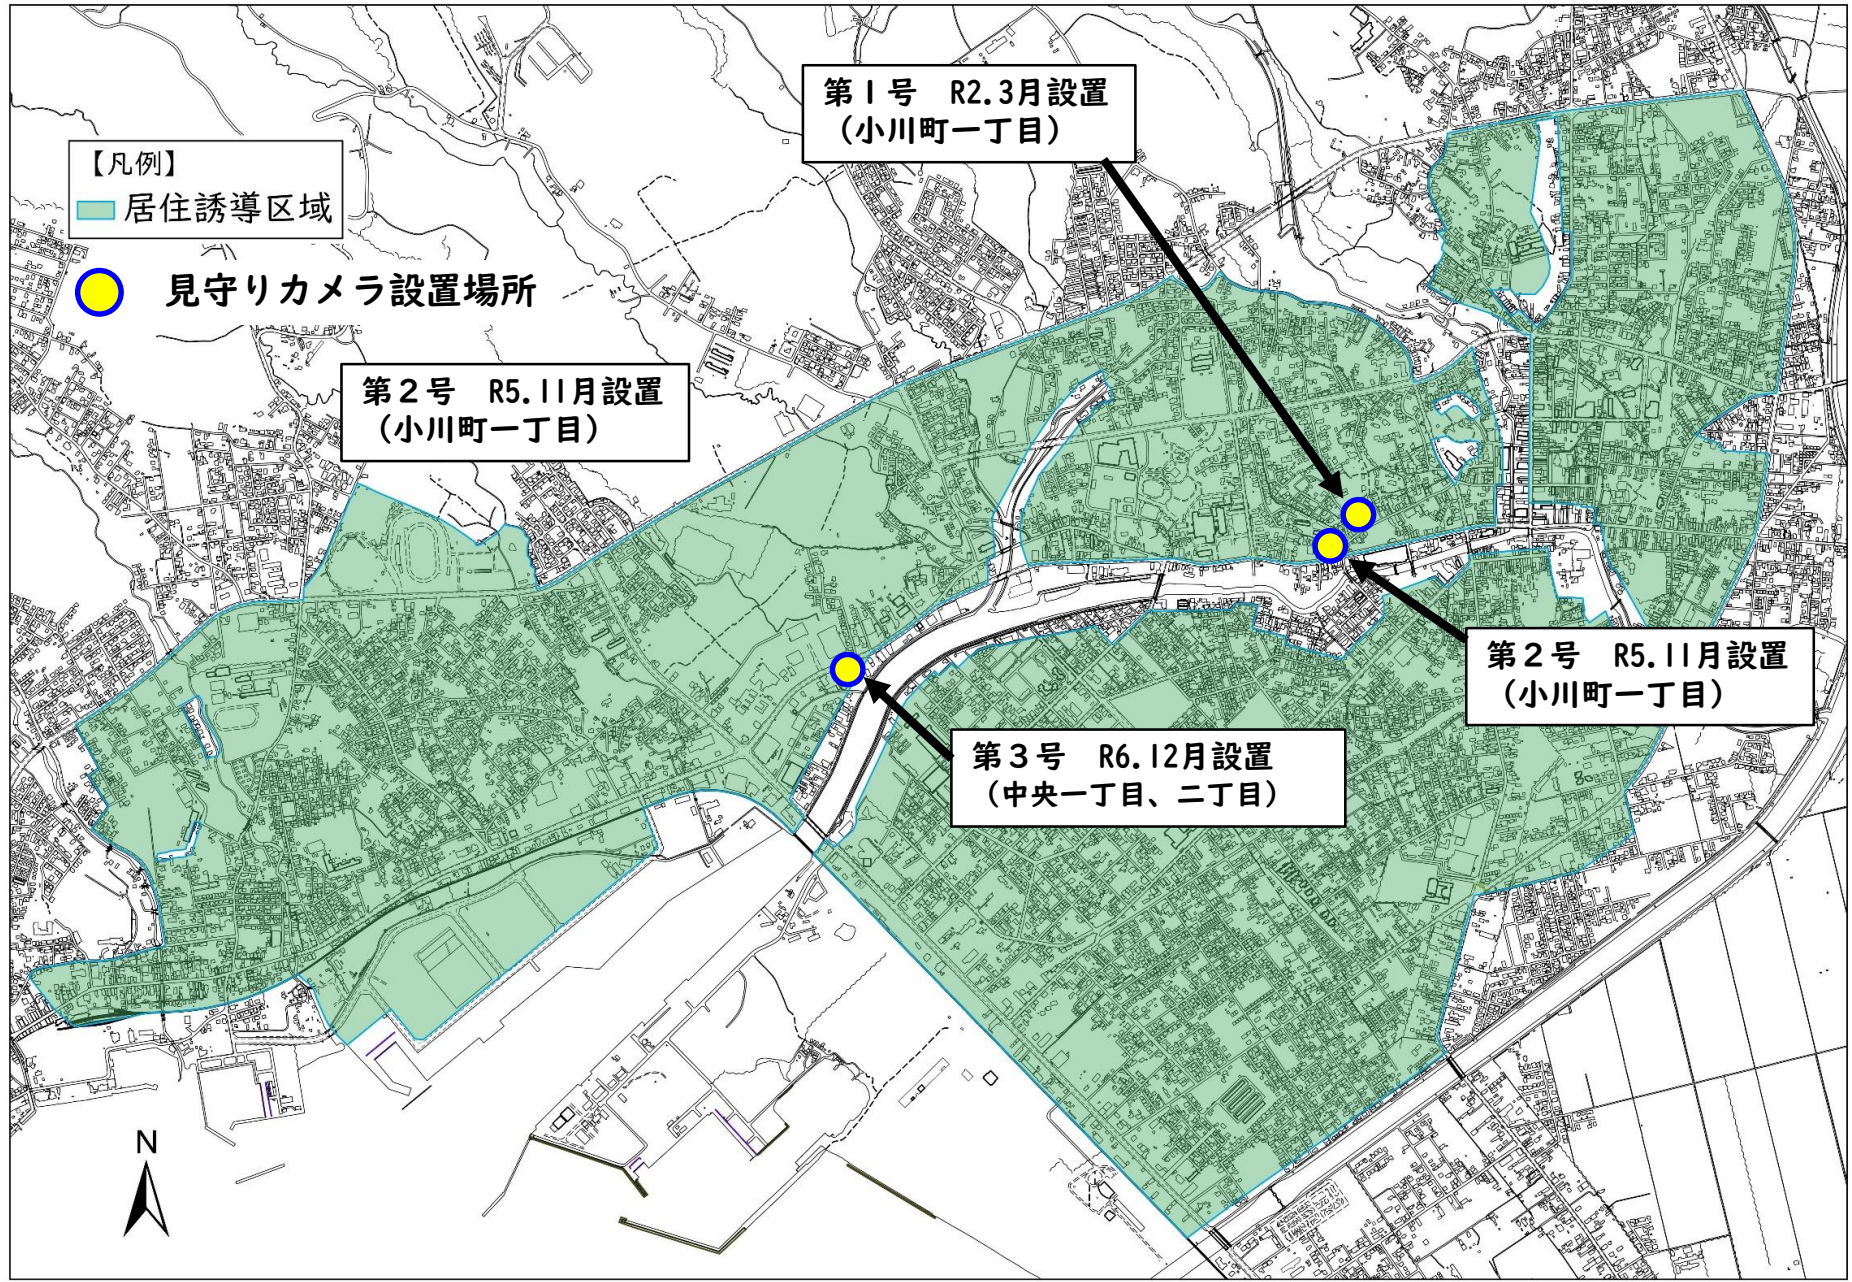 第1号　R2.3月設置
（小川町一丁目）
【凡例】
居住誘導区域
見守りカメラ設置場所
第２号　R5.11月設置
（小川町一丁目）
第２号　R5.11月設置
（小川町一丁目）
第３号　R6.12月設置
（中央一丁目、二丁目）
N